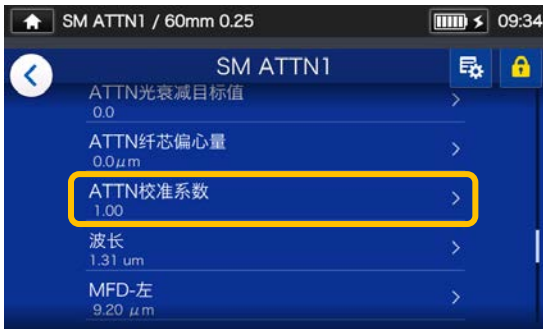 SM ATTN1 / 60mm 0.25
09:34
SM ATTN1
ATTN光衰减目标值
0.0
ATTN纤芯偏心量
0.0μm
ATTN校准系数
1.00
波长
1.31 um
MFD-左
9.20 μm